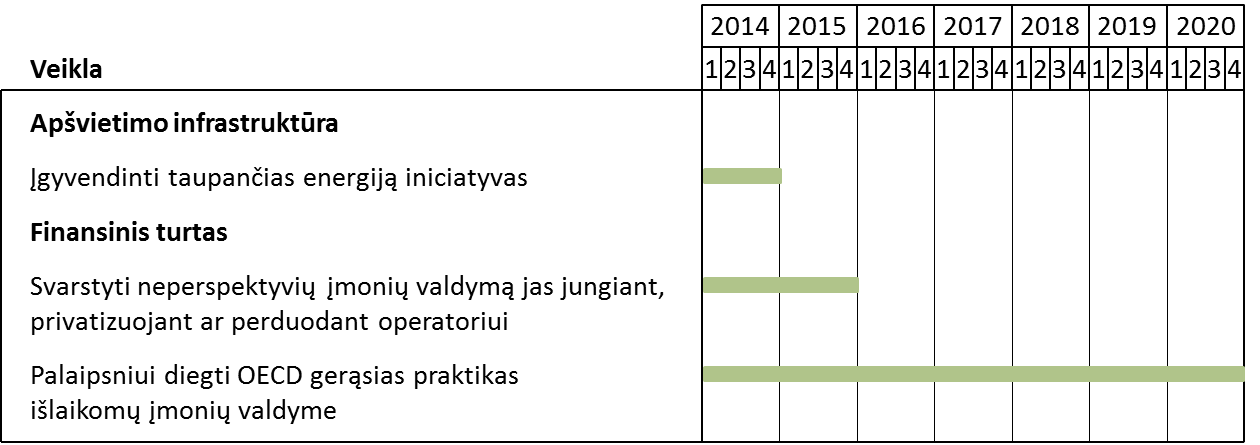 2014 2015 2016 2017 2018 2019 2020
Veikla 1 2 3 4 1 2 3 4 1 2 3 4 1 2 3 4 1 2 3 4 1 2 3 4 1 2 3 4
Apšvietimo infrastruktūra
Įgyvendinti taupančias energiją iniciatyvas
Finansinis turtas
Svarstyti neperspektyvių įmonių valdymą jas jungiant,
privatizuojant ar perduodant operatoriui
Palaipsniui diegti OECD gerąsias praktikas
išlaikomų įmonių valdyme